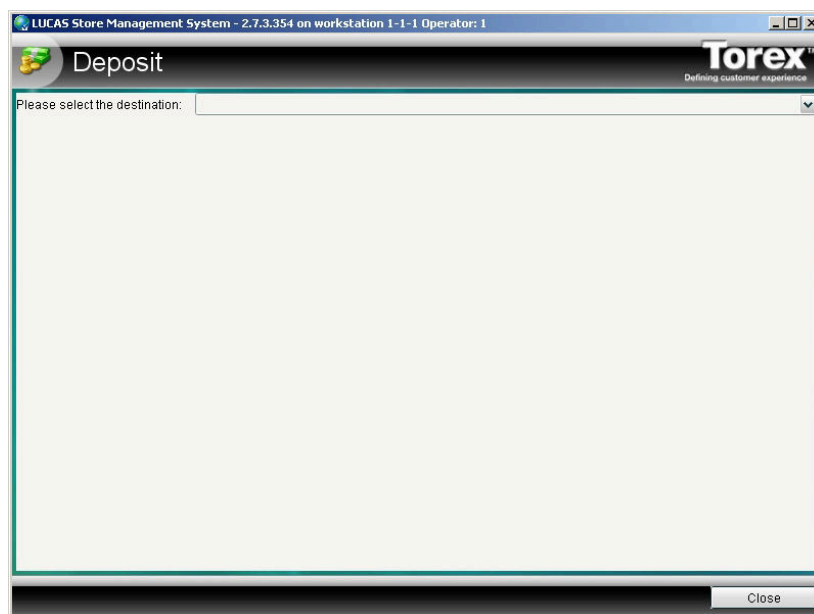 LUCAS Store Management System - 2.7.3.354 on workstation 1-1-1 Operator: 1
Deposit
Torex™
Defining customer experience
Please select the destination:
Close